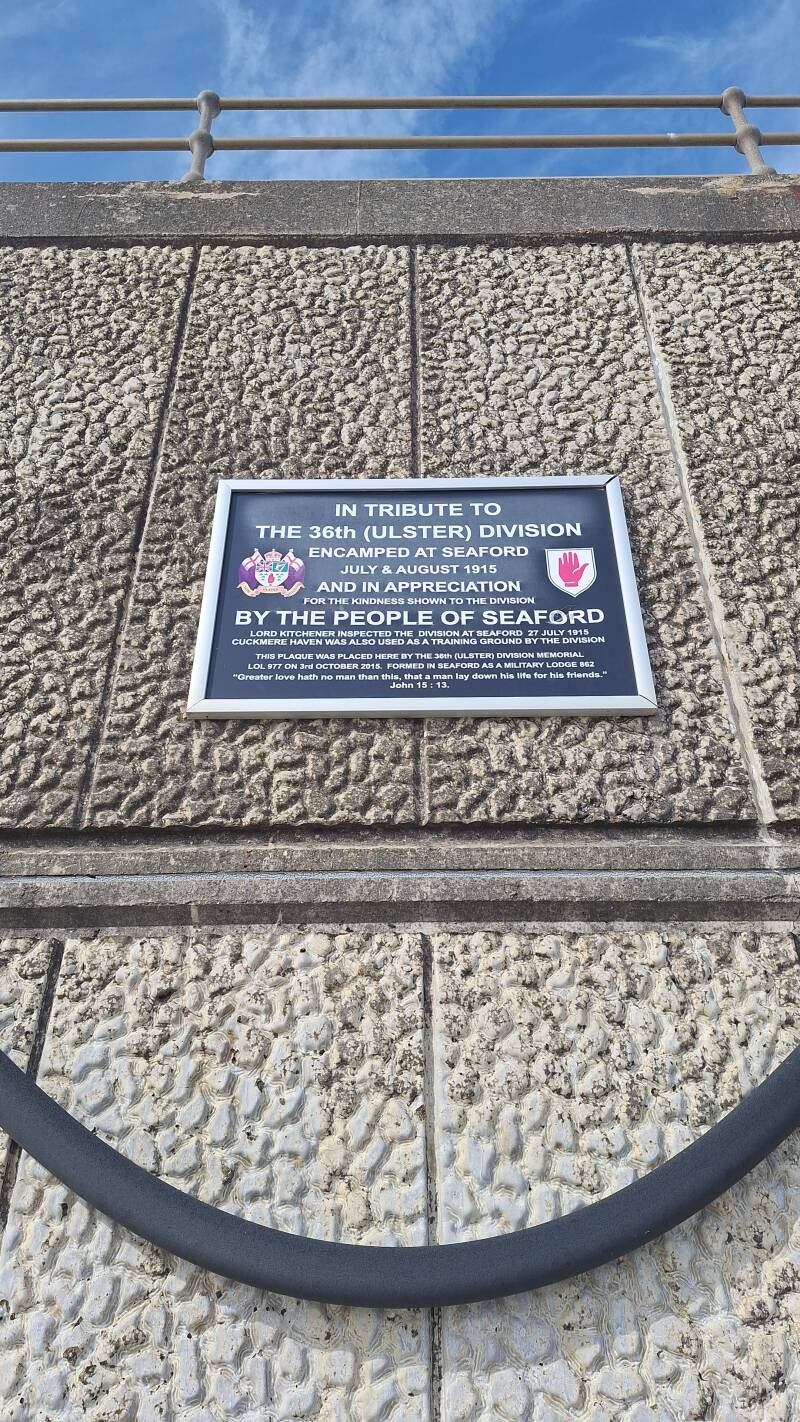 IN TRIBUTE TO
THE 36th (ULSTER) DIVISION
ENCAMPED AT SEAFORD
JULY & AUGUST 1915
AND IN APPRECIATION
FOR THE KINDNESS SHOWN TO THE DIVISION
BY THE PEOPLE OF SEAFORD
LORD KITCHENER INSPECTED THE DIVISION AT SEAFORD 27 JULY 1915
CUCKMERE HAVEN WAS ALSO USED AS A TRAINING GROUND BY THE DIVISION
THIS PLAQUE WAS PLACED HERE BY THE 36th (ULSTER) DIVISION MEMORIAL
LOL 977 ON 3rd OCTOBER 2015. FORMED IN SEAFORD AS A MILITARY LODGE 862
“Greater love hath no man than this, that a man lay down his life for his friends.”
John 15 : 13.